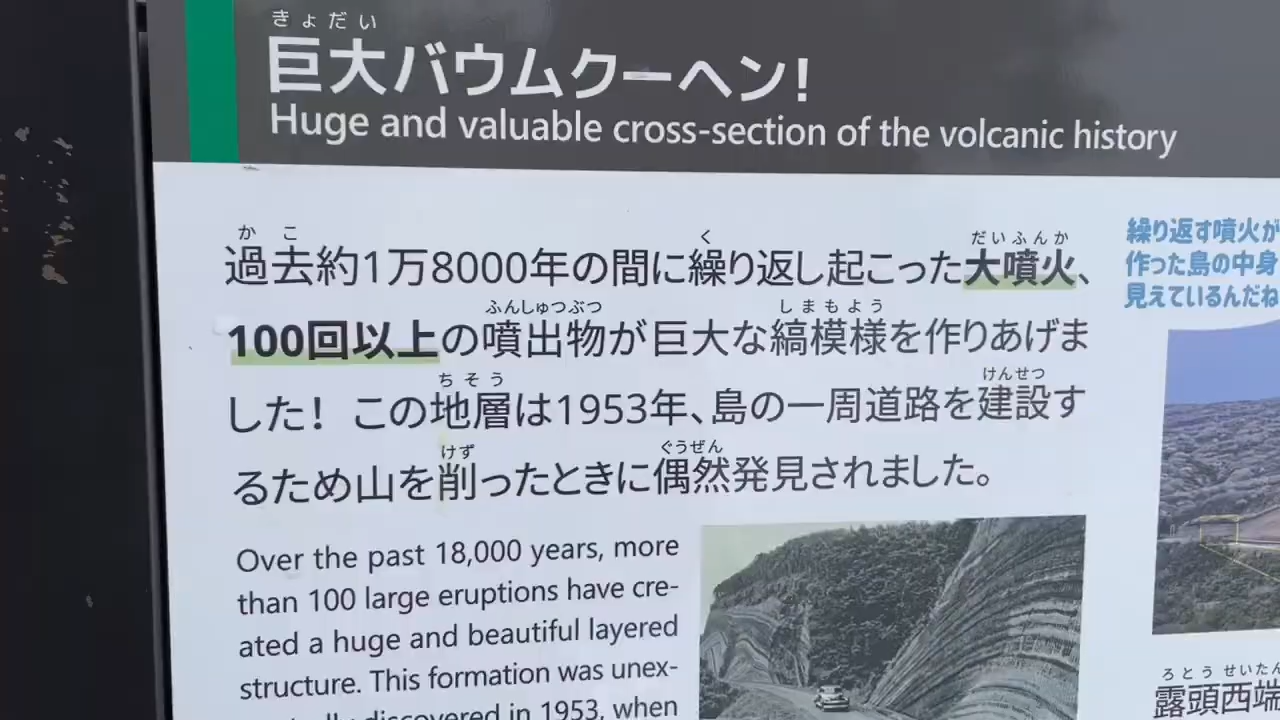 きょだい
巨大バウムクーヘン!
Huge and valuable cross-section of the volcanic history
かこ く だいふんか
過去約1万8000年の間に繰り返し起こった大噴火、
ふんしゅつぶつ しまもよう
100回以上の噴出物が巨大な縞模様を作りあげま
ちそう けんせつ
した! この地層は1953年、島の一周道路を建設す
けず ぐうぜん
るため山を削ったときに偶然発見されました。
Over the past 18,000 years, more
than 100 large eruptions have cre-
ated a huge and beautiful layered
structure. This formation was unex-
discovered in 1953, when
繰り返す噴火が
作った島の中身
見えているんだね
ろとうせいたん
露頭西端